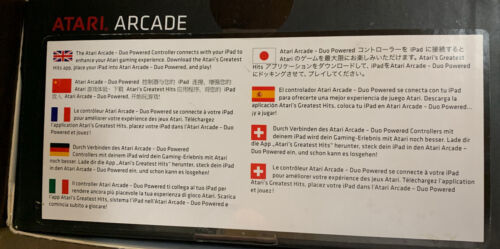 ATARI ARCADE
The Atari Arcade - Duo Powered Controller connects with your iPad to
enhance your Atari gaming experience. Download the Atari's Greatest
Hits app, place your iPad into Atari Arcade - Duo Powered, and play!
Atari Arcade - Duo Powered 控制器与您的 iPad 连接, 增强您的
Atari 游戏体验. 下载 Atari's Greatest Hits 应用程序, 将您的 iPad
放入 Atari Arcade - Duo Powered, 开始玩游戏!
Le contrôleur Atari Arcade - Duo Powered se connecte à votre iPad
pour améliorer votre expérience des jeux Atari. Téléchargez
l'application Atari's Greatest Hits, placez votre iPad dans l'Atari Arcade - Duo Powered
et jouez !
Durch Verbinden des Atari Arcade - Duo Powered
Controllers mit deinem iPad wird dein Gaming-Erlebnis mit Atari
noch besser. Lade dir die App „Atari's Greatest Hits" herunter, steck dein iPad
in den Atari Arcade - Duo Powered ein, und schon kann es losgehen!
Il controller Atari Arcade - Duo Powered si collega al tuo iPad per
rendere ancora più piacevole la tua esperienza di gioco Atari. Scarica
l'app Atari's Greatest Hits, sistema l'iPad nell'Atari Arcade - Duo Powered e
comincia subito a giocare!
Atari Arcade - Duo Powered コントローラーを iPad に接続すると
Atari のゲームを最大限にお楽しみいただけます。Atari's Greatest
Hits アプリケーションをダウンロードして、iPadをAtari Arcade - Duo Powered
にドッキングさせて、プレイしてください。
El controlador Atari Arcade - Duo Powered se conecta con tu iPad
para ofrecerte una mejor experiencia de juego Atari. Descarga la
aplicación Atari's Greatest Hits, coloca tu iPad en Atari Arcade - Duo Powered...
¡y a jugar!
Durch Verbinden des Atari Arcade - Duo Powered Controllers mit
deinem iPad wird dein Gaming-Erlebnis mit Atari noch besser. Lade dir
die App „Atari's Greatest Hits" herunter, steck dein iPad in den Atari Arcade - Duo
Powered ein, und schon kann es losgehen!
Le contrôleur Atari Arcade - Duo Powered se connecte à votre iPad
pour améliorer votre expérience des jeux Atari. Téléchargez l'application
Atari's Greatest Hits, placez votre iPad dans l'Atari Arcade - Duo Powered
et jouez !